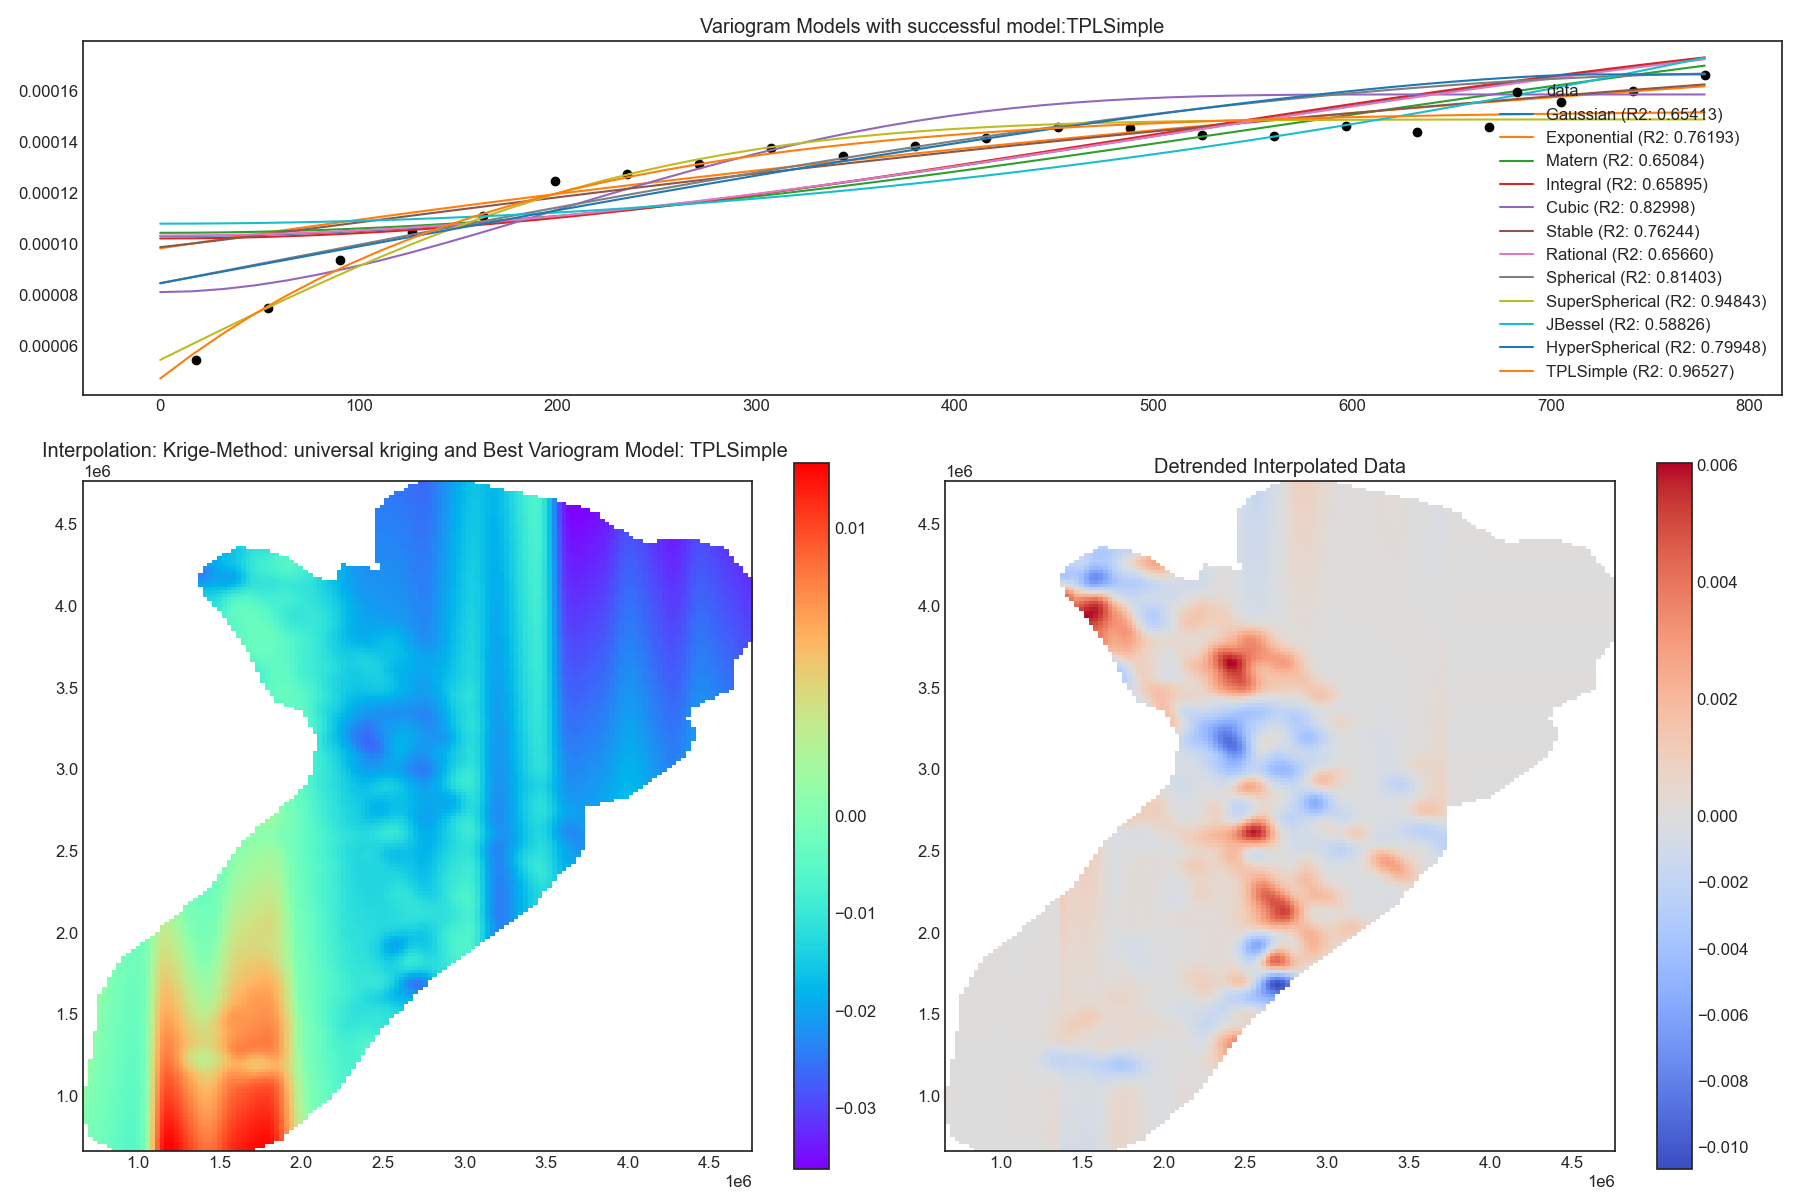 Variogram Models with successful model:TPLSimple
0.00016
0.00014
0.00012
0.00010
0.00008
0.00006
data
Gaussian (R2: 0.65413)
Exponential (R2: 0.76193)
Matern (R2: 0.65084)
Integral (R2: 0.65895)
Cubic (R2: 0.82998)
Stable (R2: 0.76244)
Rational (R2: 0.65660)
Spherical (R2: 0.81403)
SuperSpherical (R2: 0.94843)
JBessel (R2: 0.58826)
HyperSpherical (R2: 0.79948)
TPLSimple (R2: 0.96527)
0 100 200 300 400 500 600 700 800
Interpolation: Krige-Method: universal kriging and Best Variogram Model: TPLSimple
1e6
4.5
4.0
3.5
3.0
2.5
2.0
1.5
1.0
1.0 1.5 2.0 2.5 3.0 3.5 4.0 4.5
1e6
0.01
0.00
−0.01
−0.02
−0.03
Detrended Interpolated Data
1e6
4.5
4.0
3.5
3.0
2.5
2.0
1.5
1.0
1.0 1.5 2.0 2.5 3.0 3.5 4.0 4.5
1e6
0.006
0.004
0.002
0.000
−0.002
−0.004
−0.006
−0.008
−0.010